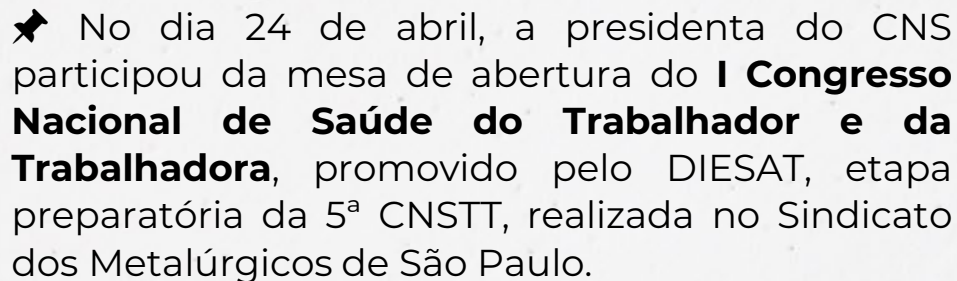 📌 No dia 24 de abril, a presidenta do CNS
participou da mesa de abertura do I Congresso
Nacional de Saúde do Trabalhador e da
Trabalhadora, promovido pelo DIESAT, etapa
preparatória da 5ª CNSTT, realizada no Sindicato
dos Metalúrgicos de São Paulo.